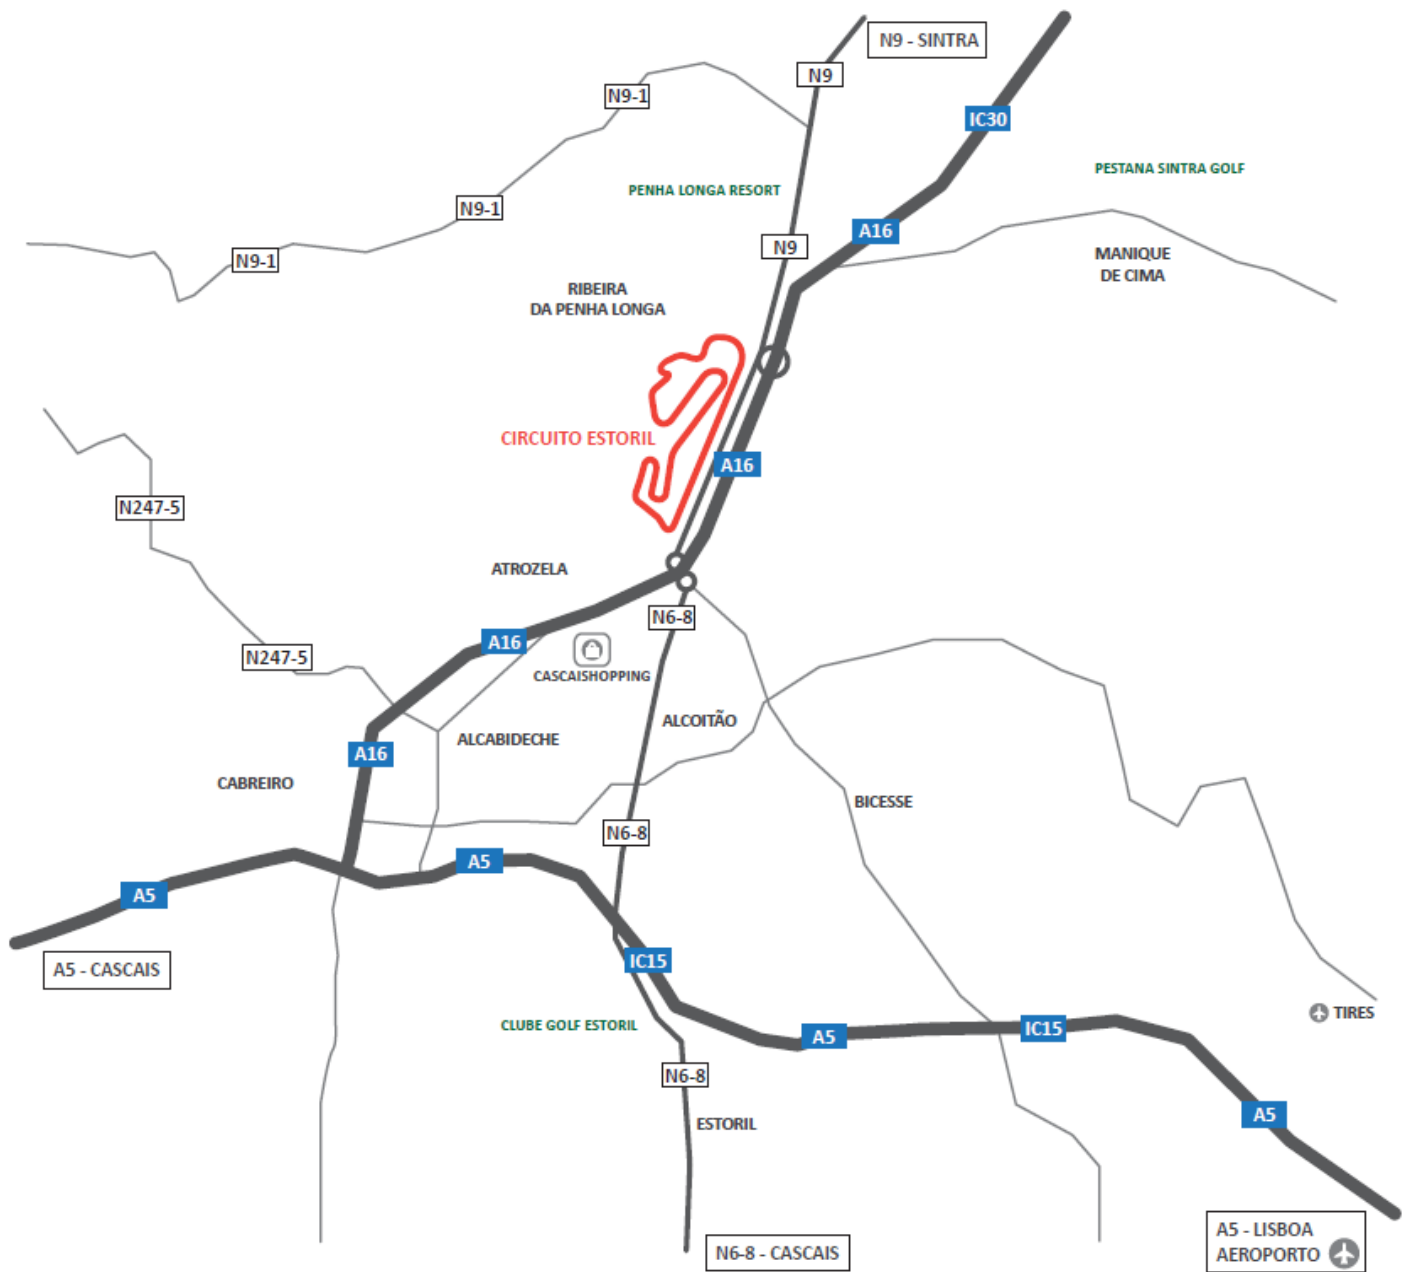 N9 - SINTRA
N9
N9-1
IC30
PESTANA SINTRA GOLF
PENHA LONGA RESORT
N9-1
A16
N9
N9-1
MANIQUE
DE CIMA
RIBEIRA
DA PENHA LONGA
CIRCUITO ESTORIL
A16
N247-5
ATROZELA
N6-8
A16
N247-5
CASCAISHOPPING
ALCOITÃO
ALCABIDECHE
A16
CABREIRO
BICESSE
N6-8
A5
A5
IC15
A5 - CASCAIS
TIRES
CLUBE GOLF ESTORIL
IC15
A5
N6-8
A5
ESTORIL
A5 - LISBOA
AEROPORTO
N6-8 - CASCAIS